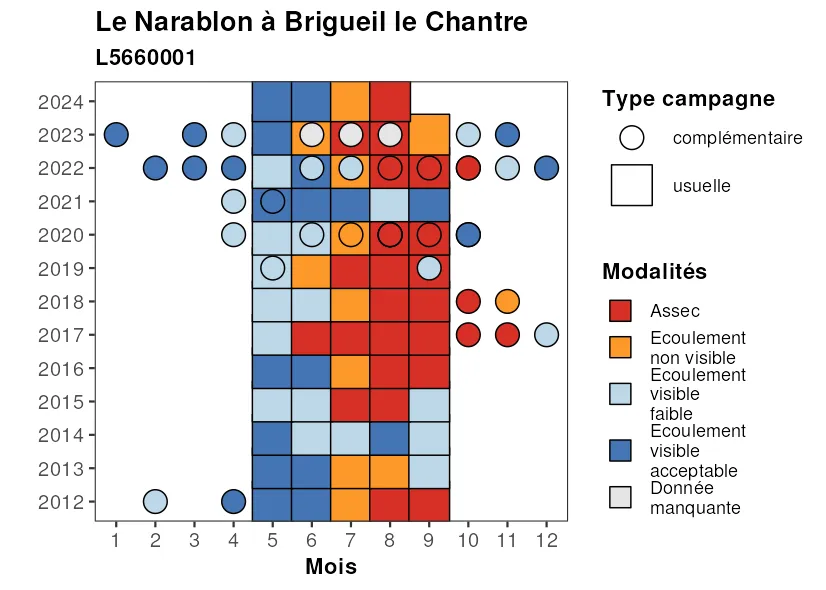 Le Narablon à Brigueil le Chantre
L5660001
2024
2023
2022
2021
2020
2019
2018
2017
2016
2015
2014
2013
2012
1 2 3 4 5 6 7 8 9 10 11 12
Mois
Type campagne
complémentaire
usuelle
Modalités
Assec
Ecoulement
non visible
Ecoulement
visible
faible
Ecoulement
visible
acceptable
Donnée
manquante